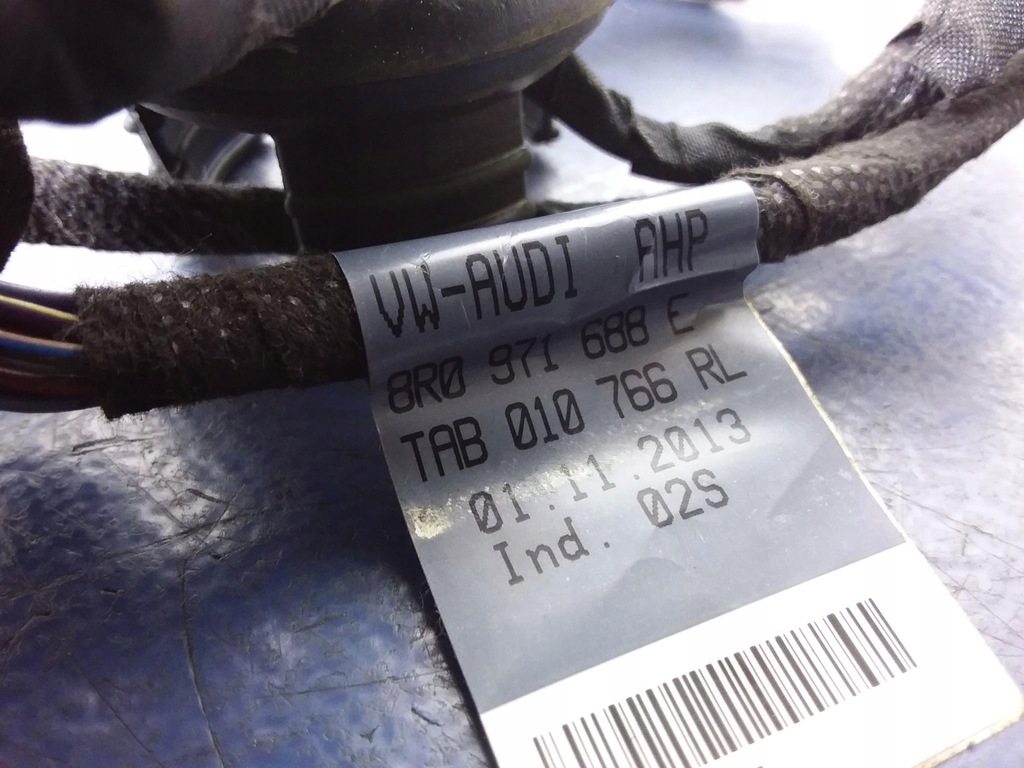 VW-AUDI AHP
8R0 971 688 E
TAB 010 766 RL
01.11.2013
Ind. 02S